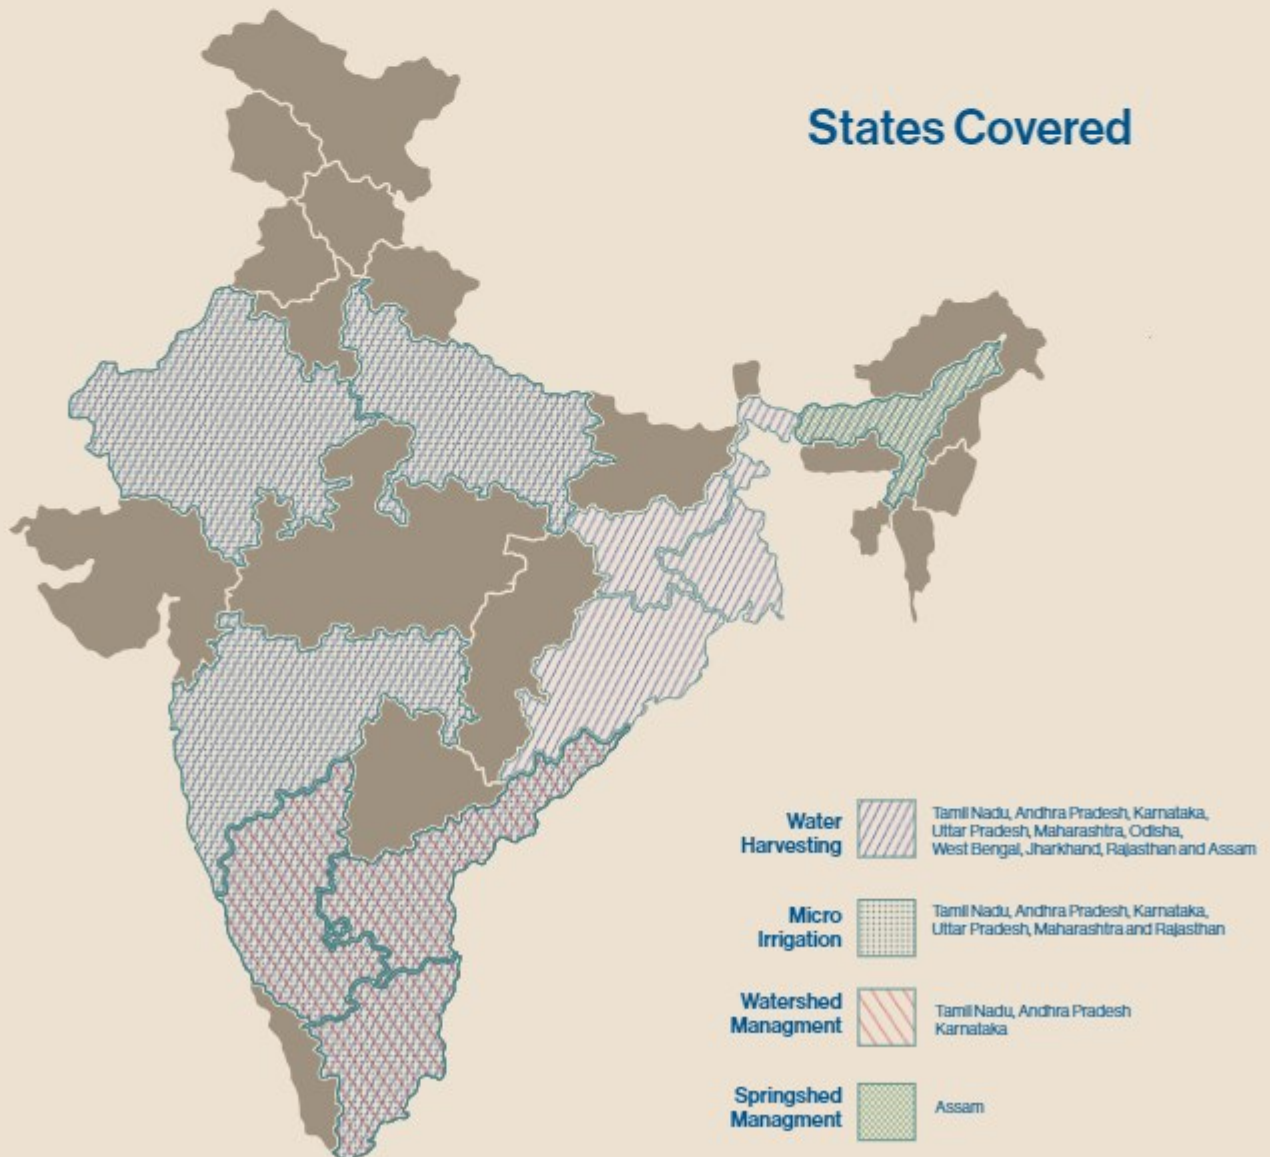 States Covered
Water
Harvesting
Tamil Nadu, Andhra Pradesh, Karnataka,
Uttar Pradesh, Maharashtra, Odisha,
West Bengal, Jharkhand, Rajasthan and Assam
Micro
Irrigation
Tamil Nadu, Andhra Pradesh, Karnataka,
Uttar Pradesh, Maharashtra and Rajasthan
Watershed
Managment
Tamil Nadu, Andhra Pradesh
Karnataka
Springshed
Managment
Assam